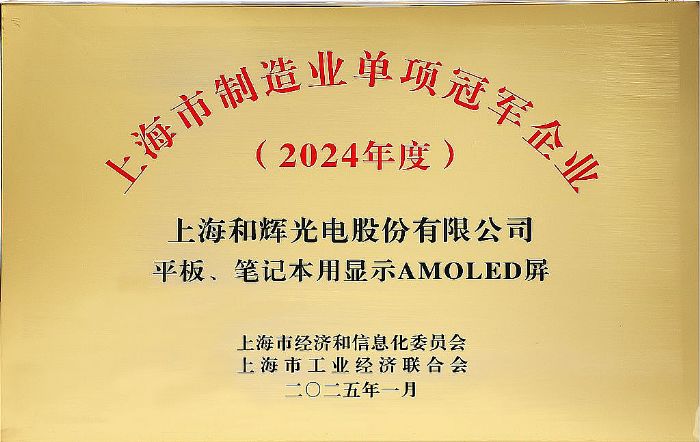 上海市制造业单项冠军企业
（2024年度）
上海和辉光电股份有限公司
平板、笔记本用显示AMOLED屏
上海市经济和信息化委员会
上海市工业经济联合会
二〇二五年一月